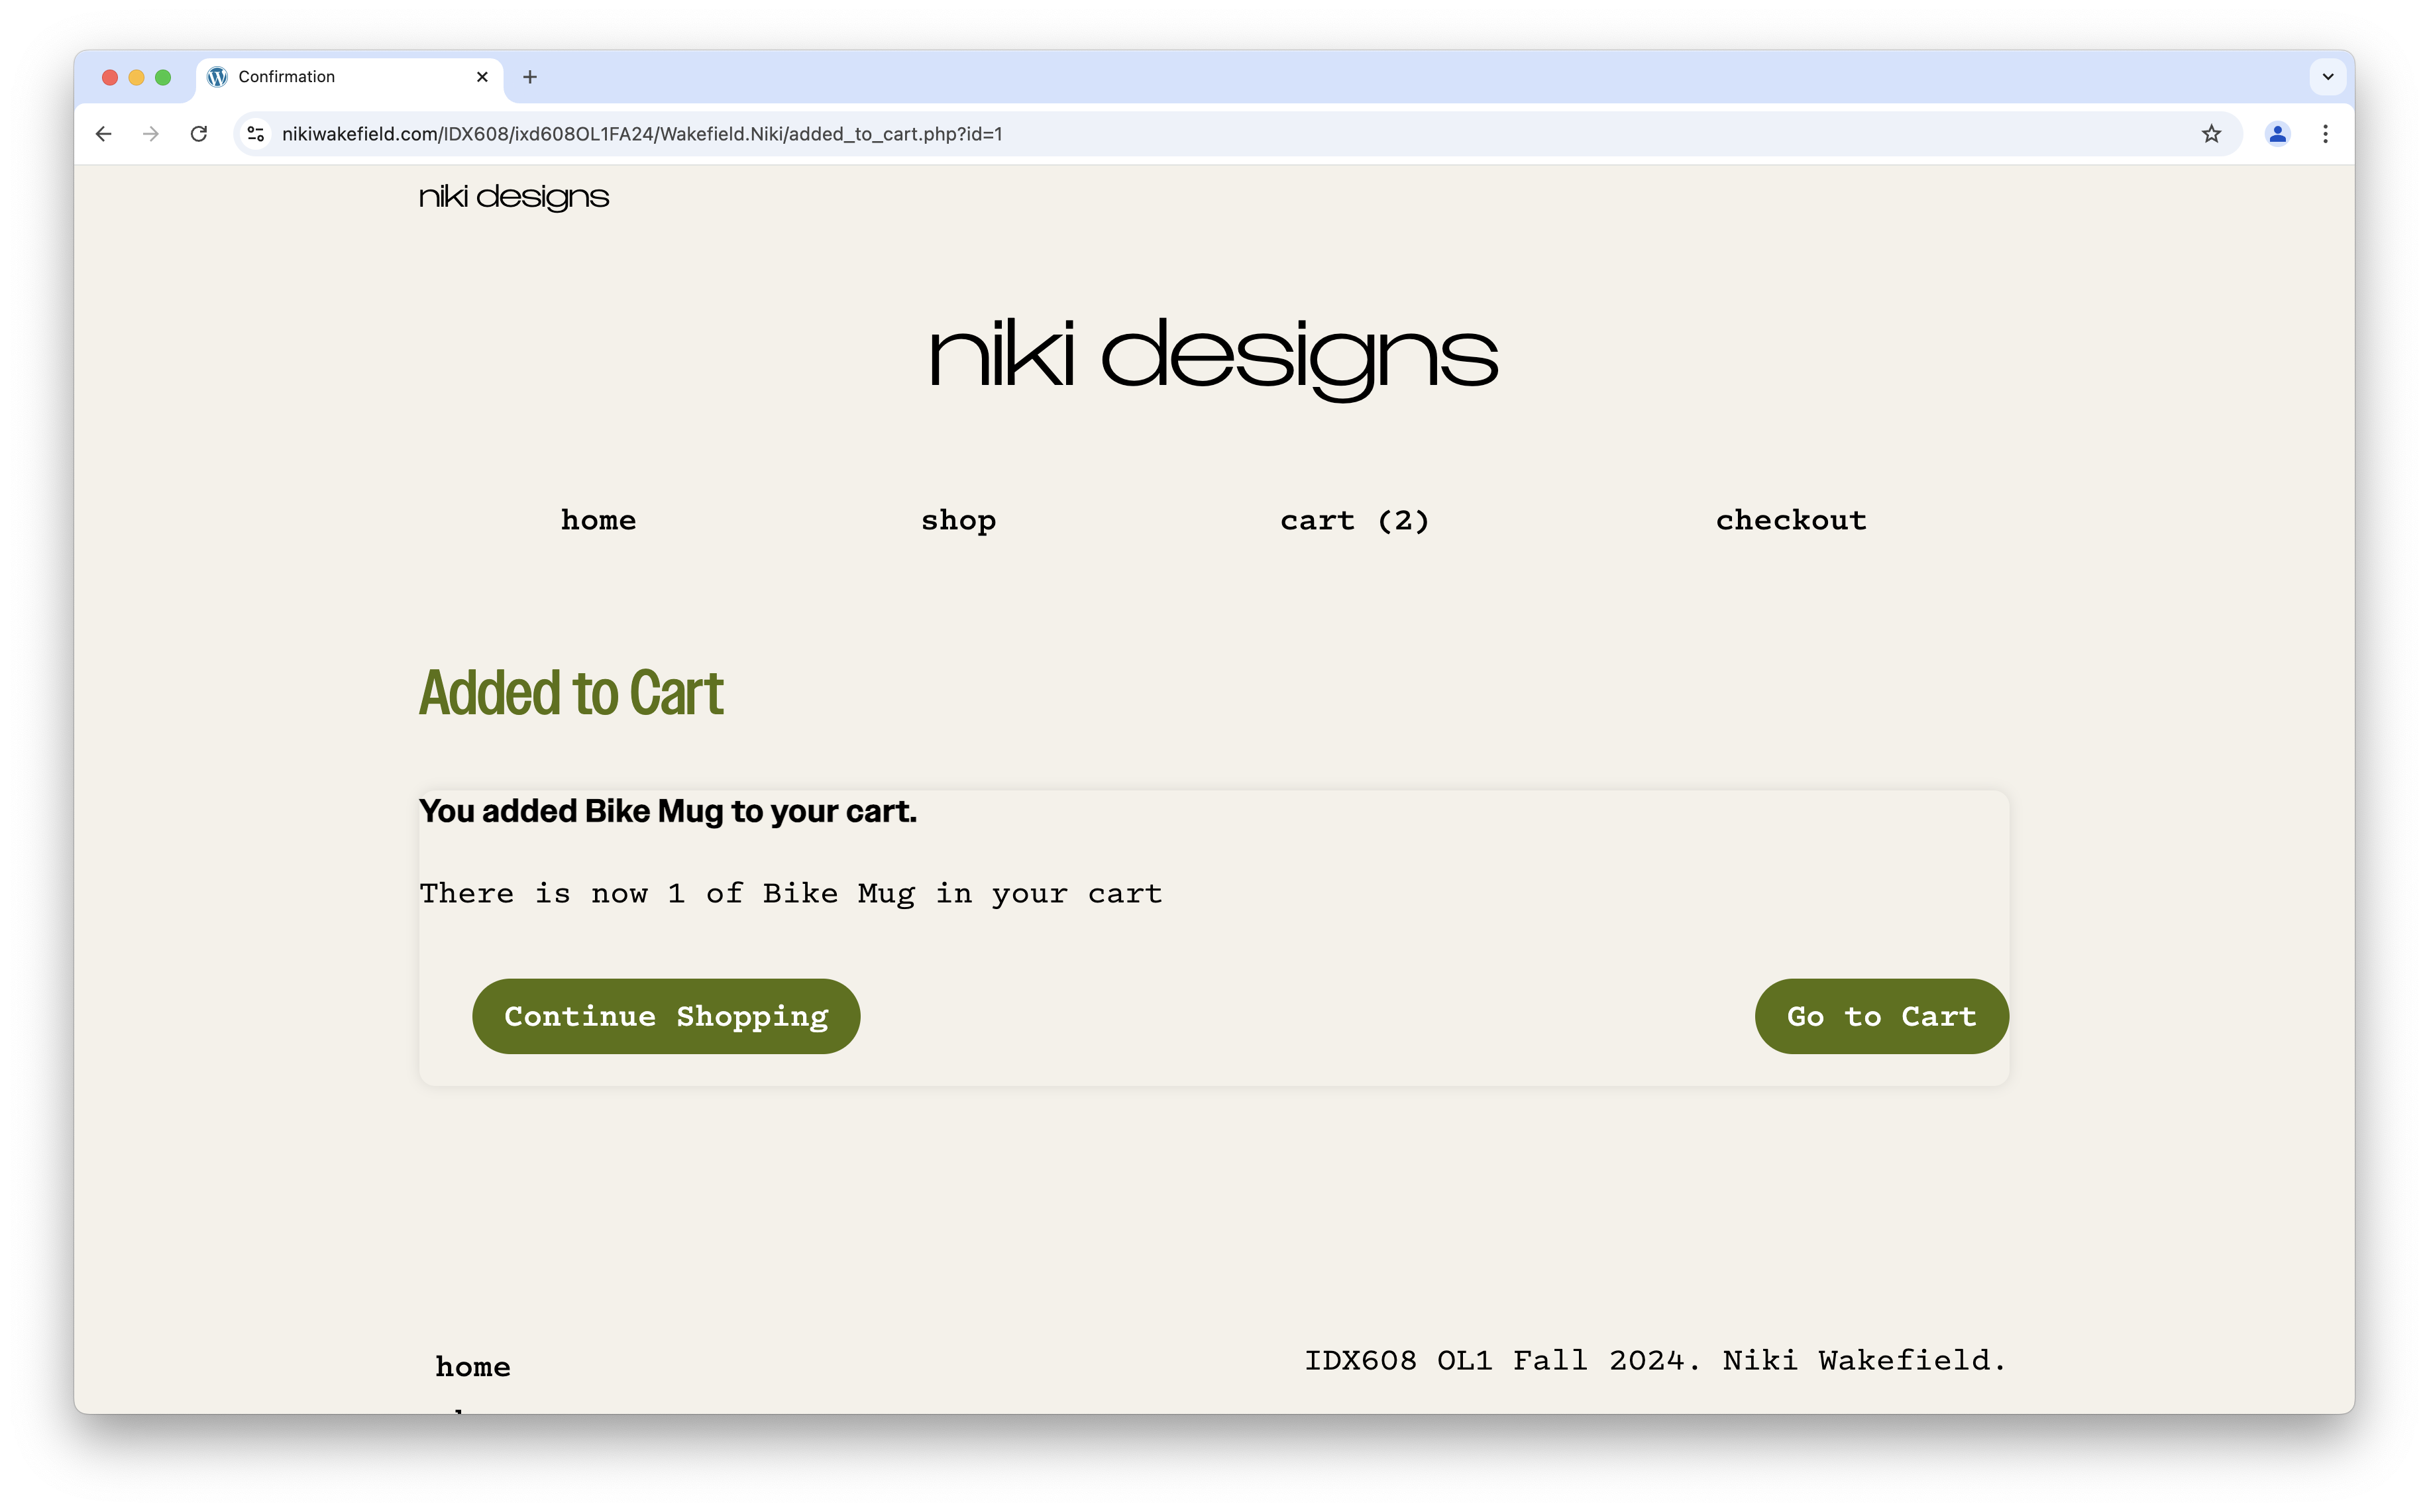 Confirmation
nikiwakefield.com/IDX608/ixd608OL1FA24/Wakefield.Niki/added_to_cart.php?id=1
niki designs
niki designs
home shop cart (2) checkout
Added to Cart
You added Bike Mug to your cart.
There is now 1 of Bike Mug in your cart
Continue Shopping Go to Cart
home IDX608 OL1 Fall 2024. Niki Wakefield.